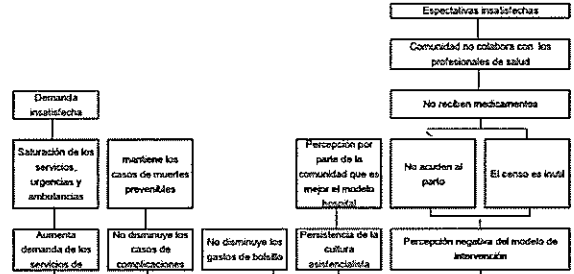 Espectativas insatisfechas
Comunidad no colabora con los
profesionales de salud
Demanda
insatisfecha
No reciben medicamentos
Saturación de los
servicios,
urgencias y
ambulancias
mantiene los
casos de muertes
prevenibles
Percepción por
parte de la
comunidad que es
mejor el modelo
hospital
No acuden al
parto
El censo es inutil
Aumenta
demanda de los
servicios de
No disminuye los
casos de
complicaciones
No disminuye los
gastos de bolsillo
Persistencia de la
cultura
asistencialista
Percepción negativa del modelo de
intervención